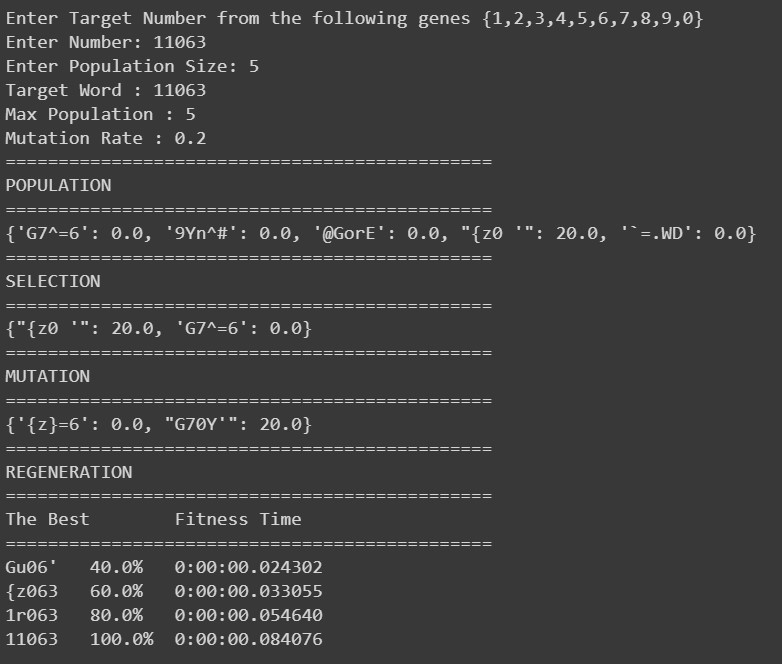 Enter Target Number from the following genes {1,2,3,4,5,6,7,8,9,0}
Enter Number: 11063
Enter Population Size: 5
Target Word : 11063
Max Population : 5
Mutation Rate : 0.2
==============================================
POPULATION
==============================================
{'G7^=6': 0.0, '9Yn^#': 0.0, '@GorE': 0.0, "{z0 '": 20.0, '`=.WD': 0.0}
==============================================
SELECTION
==============================================
{"{z0 '": 20.0, 'G7^=6': 0.0}
==============================================
MUTATION
==============================================
{'{z}=6': 0.0, "G70Y'": 20.0}
==============================================
REGENERATION
==============================================
The Best        Fitness Time
==============================================
Gu06'   40.0%   0:00:00.024302
{z063   60.0%   0:00:00.033055
1r063   80.0%   0:00:00.054640
11063   100.0%  0:00:00.084076